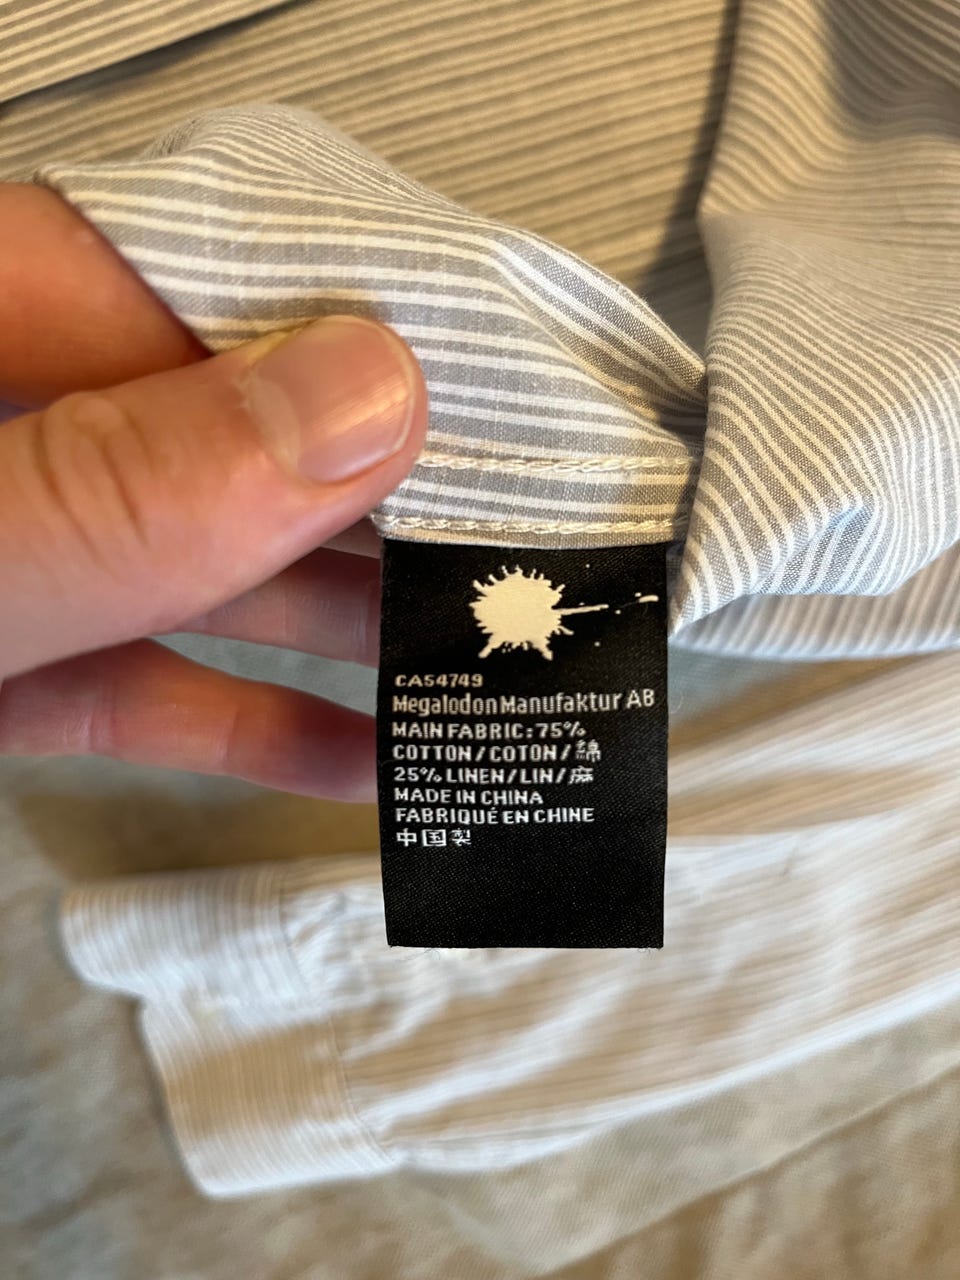 CA54749
Megalodon Manufaktur AB
MAIN FABRIC: 75%
COTTON / COTON / 綿
25% LINEN / LIN / 麻
MADE IN CHINA
FABRIQUÉ EN CHINE
中国